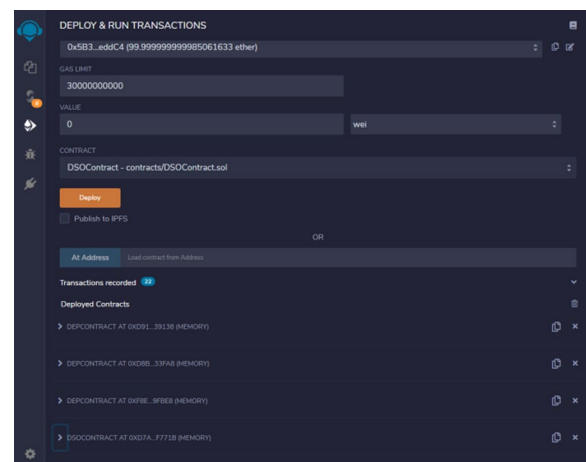 DEPLOY & RUN TRANSACTIONS
0x5B3...eddC4 (99.999999999985061633 ether)
GAS LIMIT
30000000000
VALUE
0 wei
CONTRACT
DSOContract - contracts/DSOContract.sol
Deploy
Publish to IPFS
OR
At Address Load contract from Address
Transactions recorded 22
Deployed Contracts
DEPCONTRACT AT 0XD91...39138 (MEMORY)
DEPCONTRACT AT 0XD8B...33FA8 (MEMORY)
DEPCONTRACT AT 0XF8E...9FBE8 (MEMORY)
DSOCONTRACT AT 0XD7A...F771B (MEMORY)